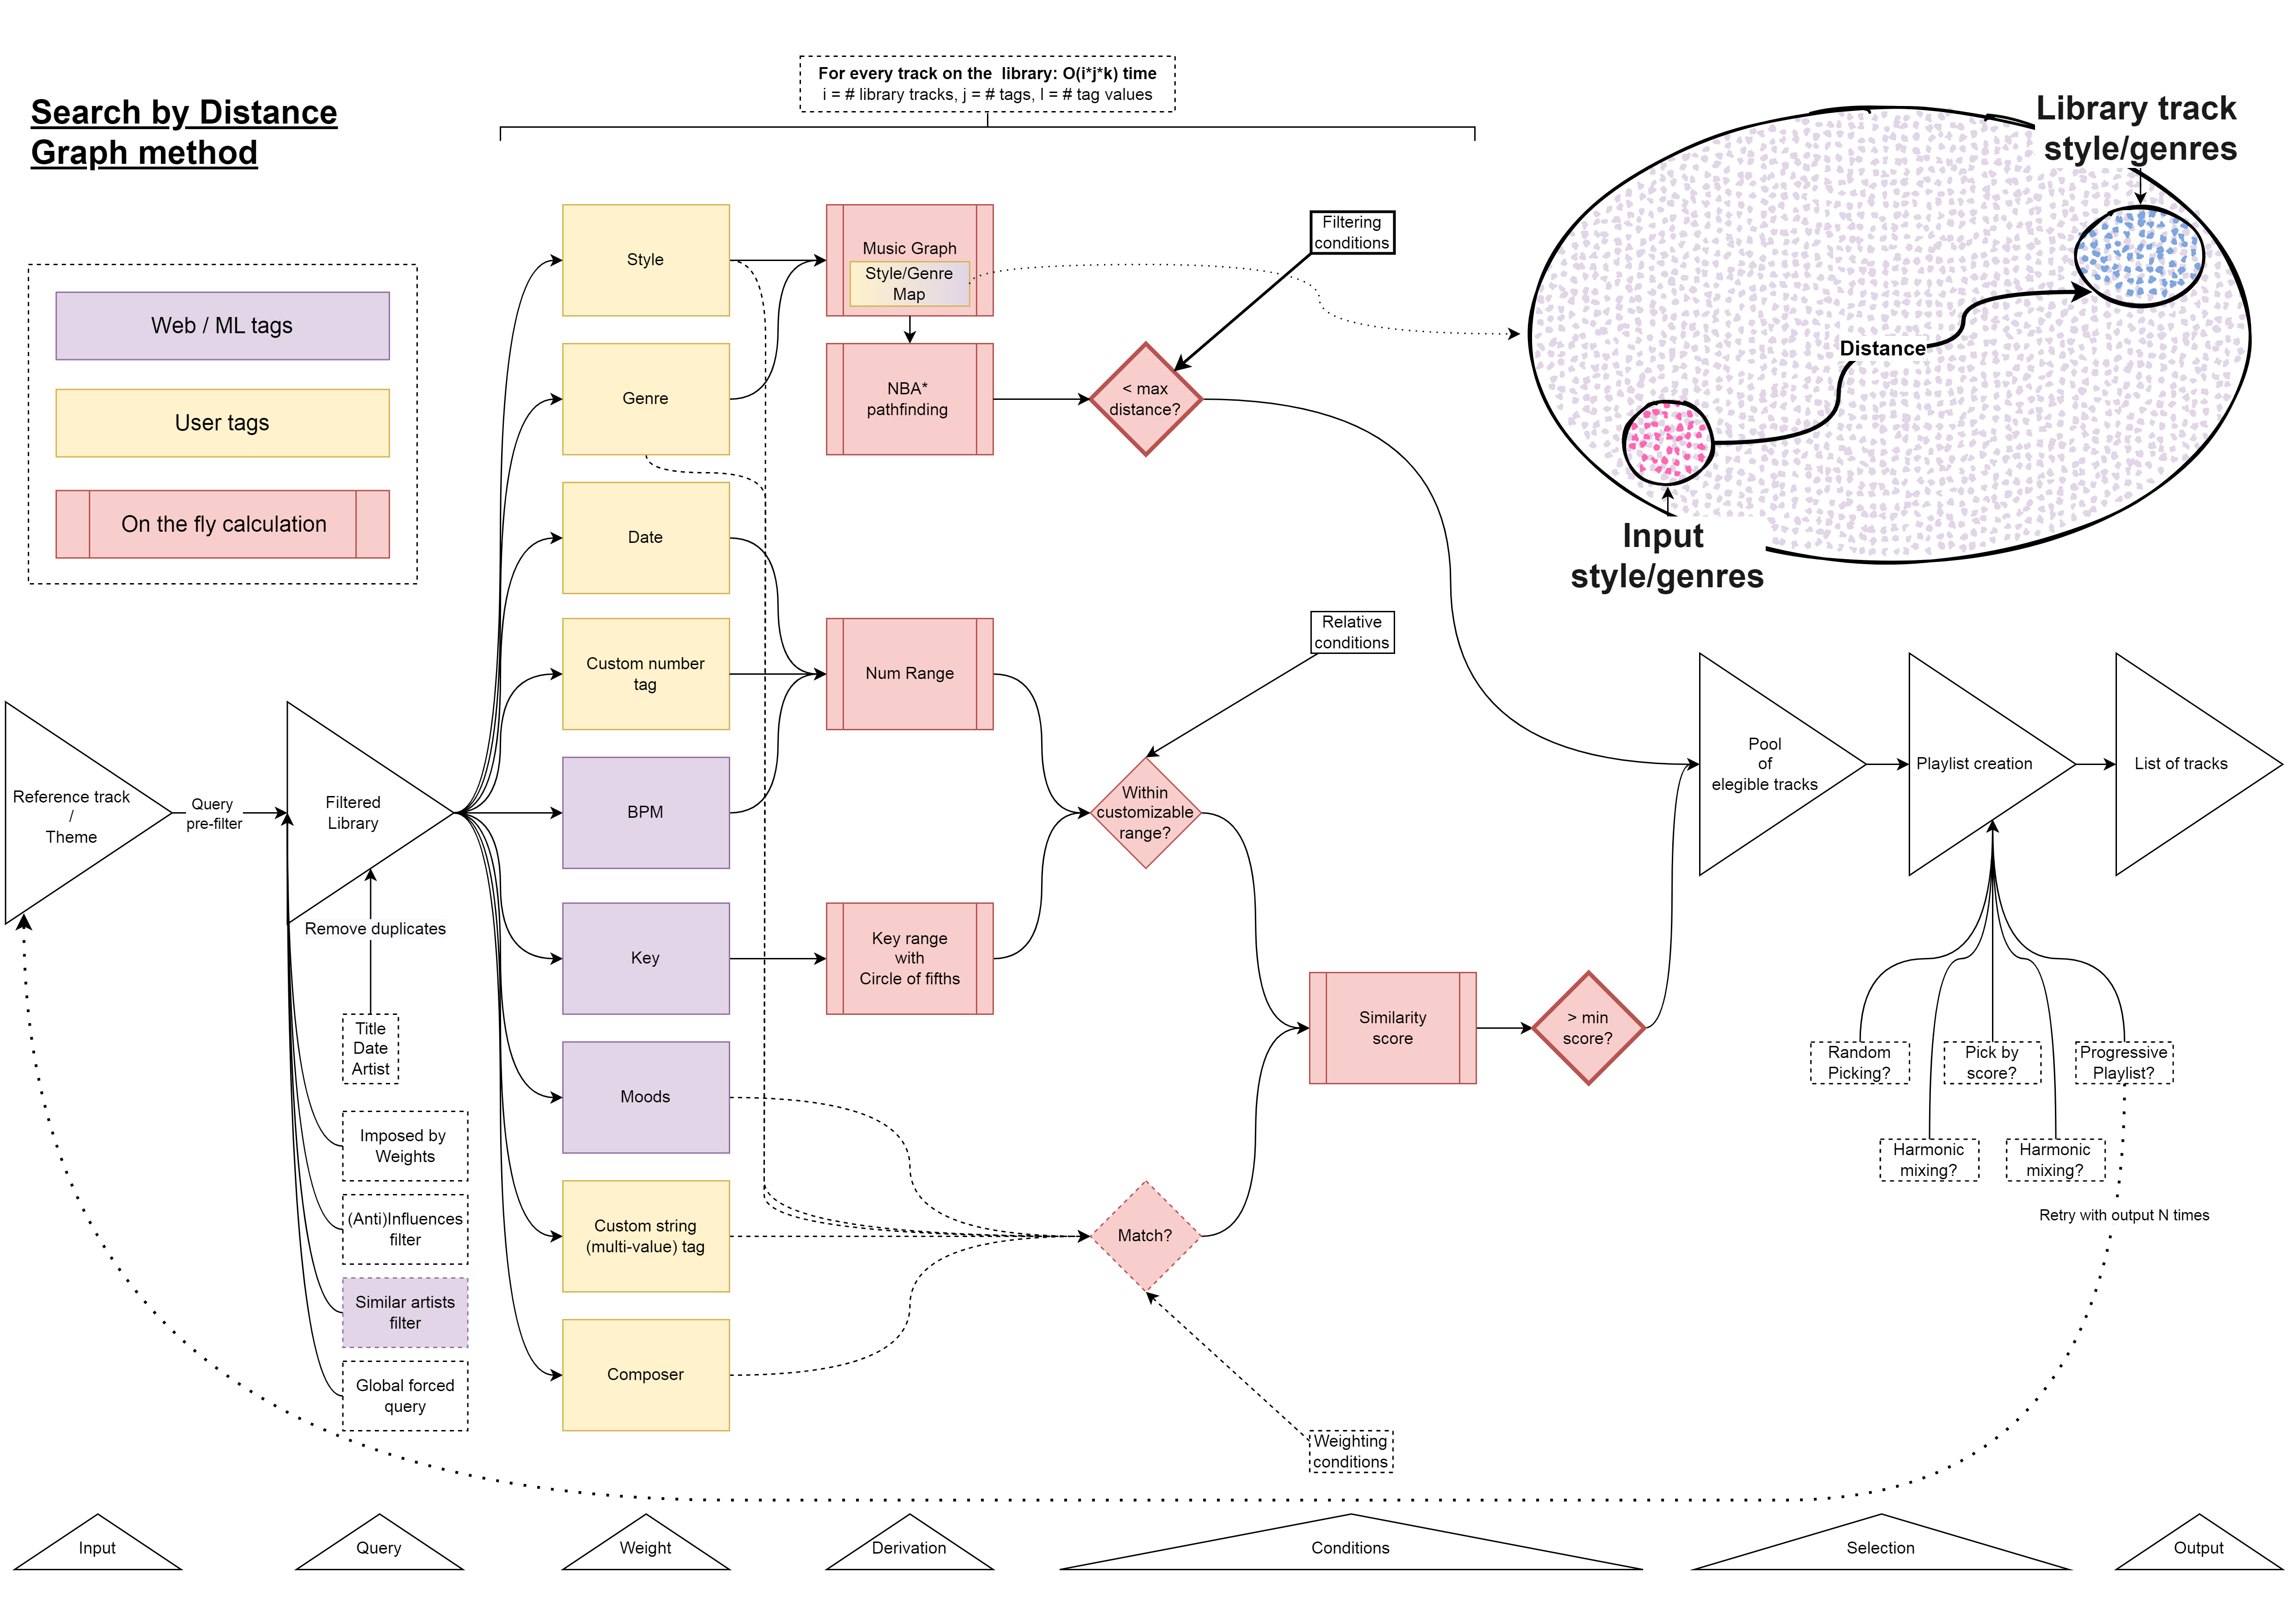 Search by Distance
Graph method
For every track on the library: O(i*j*k) time
i = # library tracks, j = # tags, l = # tag values
Web / ML tags
User tags
On the fly calculation
Reference track
/
Theme
Query
pre-filter
Filtered
Library
Remove duplicates
Title
Date
Artist
Imposed by
Weights
(Anti)Influences
filter
Similar artists
filter
Global forced
query
Style
Genre
Date
Custom number
tag
BPM
Key
Moods
Custom string
(multi-value) tag
Composer
Music Graph
Style/Genre
Map
NBA*
pathfinding
Num Range
Key range
with
Circle of fifths
Filtering
conditions
< max
distance?
Relative
conditions
Within
customizable
range?
Match?
Weighting
conditions
Similarity
score
> min
score?
Library track
style/genres
Distance
Input
style/genres
Pool
of
elegible tracks
Playlist creation
List of tracks
Random
Picking?
Pick by
score?
Progressive
Playlist?
Harmonic
mixing?
Harmonic
mixing?
Retry with output N times
Input
Query
Weight
Derivation
Conditions
Selection
Output